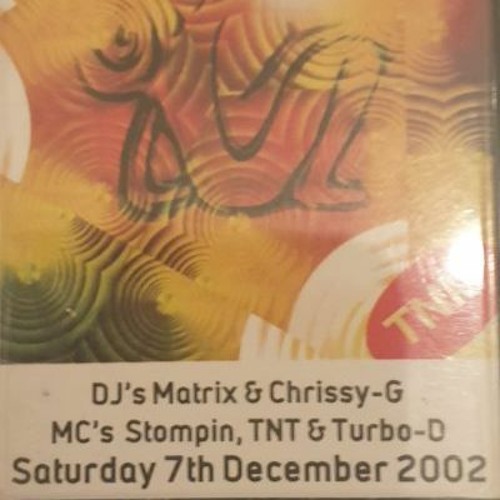 DJ's Matrix & Chrissy-G
MC's Stompin, TNT & Turbo-D
Saturday 7th December 2002